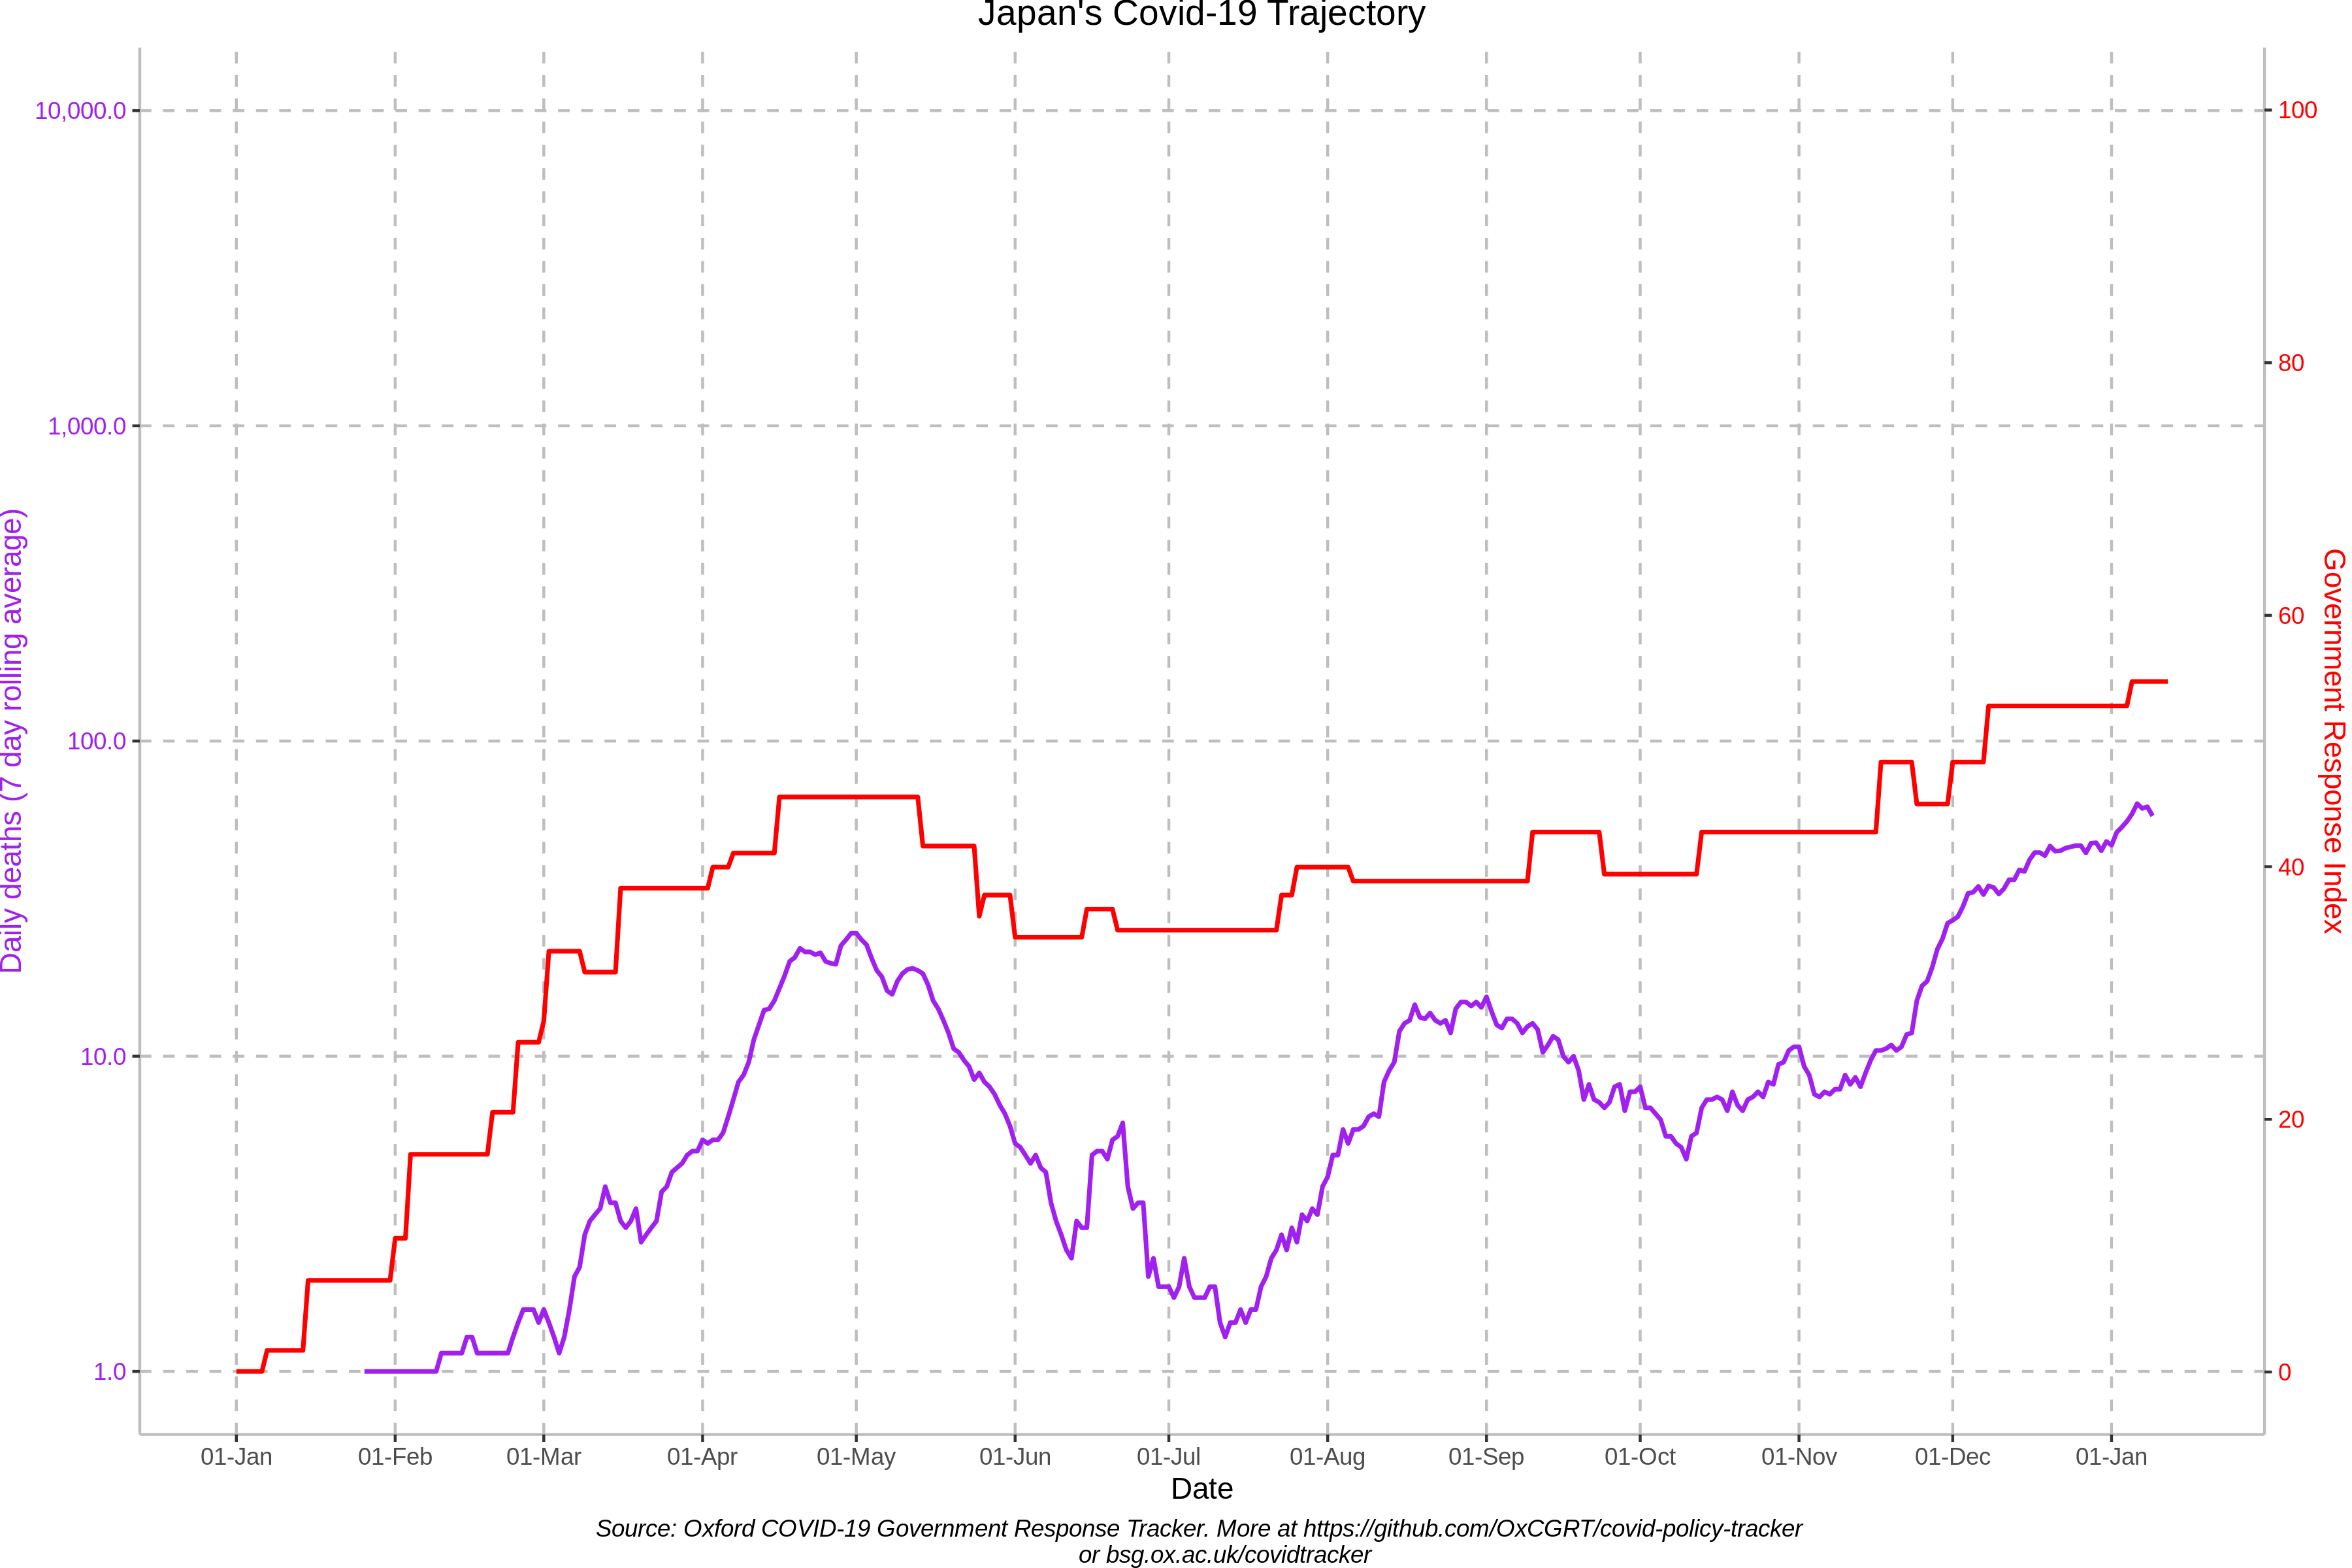 Japan's Covid-19 Trajectory
10,000.0
1,000.0
100.0
10.0
1.0
Daily deaths (7 day rolling average)
100
80
60
40
20
0
Government Response Index
01-Jan 01-Feb 01-Mar 01-Apr 01-May 01-Jun 01-Jul 01-Aug 01-Sep 01-Oct 01-Nov 01-Dec 01-Jan
Date
Source: Oxford COVID-19 Government Response Tracker. More at https://github.com/OxCGRT/covid-policy-tracker
or bsg.ox.ac.uk/covidtracker